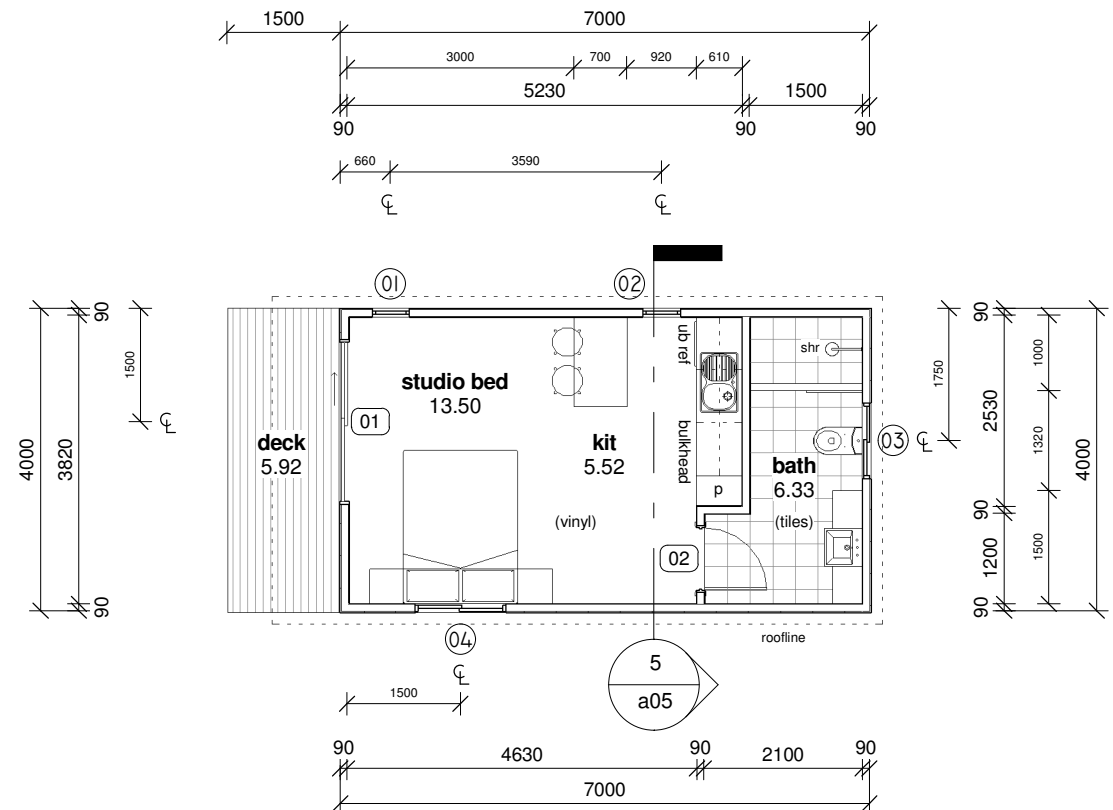 1500 7000
3000 700 920 610
5230 1500
90 90 90
660 3590
℄ ℄
01 02
90 90
1500 1750 1000
4000 3820 2530 1320 4000
℄ ℄
ub ref
shr
studio bed
13.50
01
deck
5.92
kit
5.52
bulkhead
03
bath
6.33
p
(vinyl) (tiles)
90
02
1200 1500
90 90
04
℄
roofline
5
a05
1500
90 4630 90 2100 90
7000